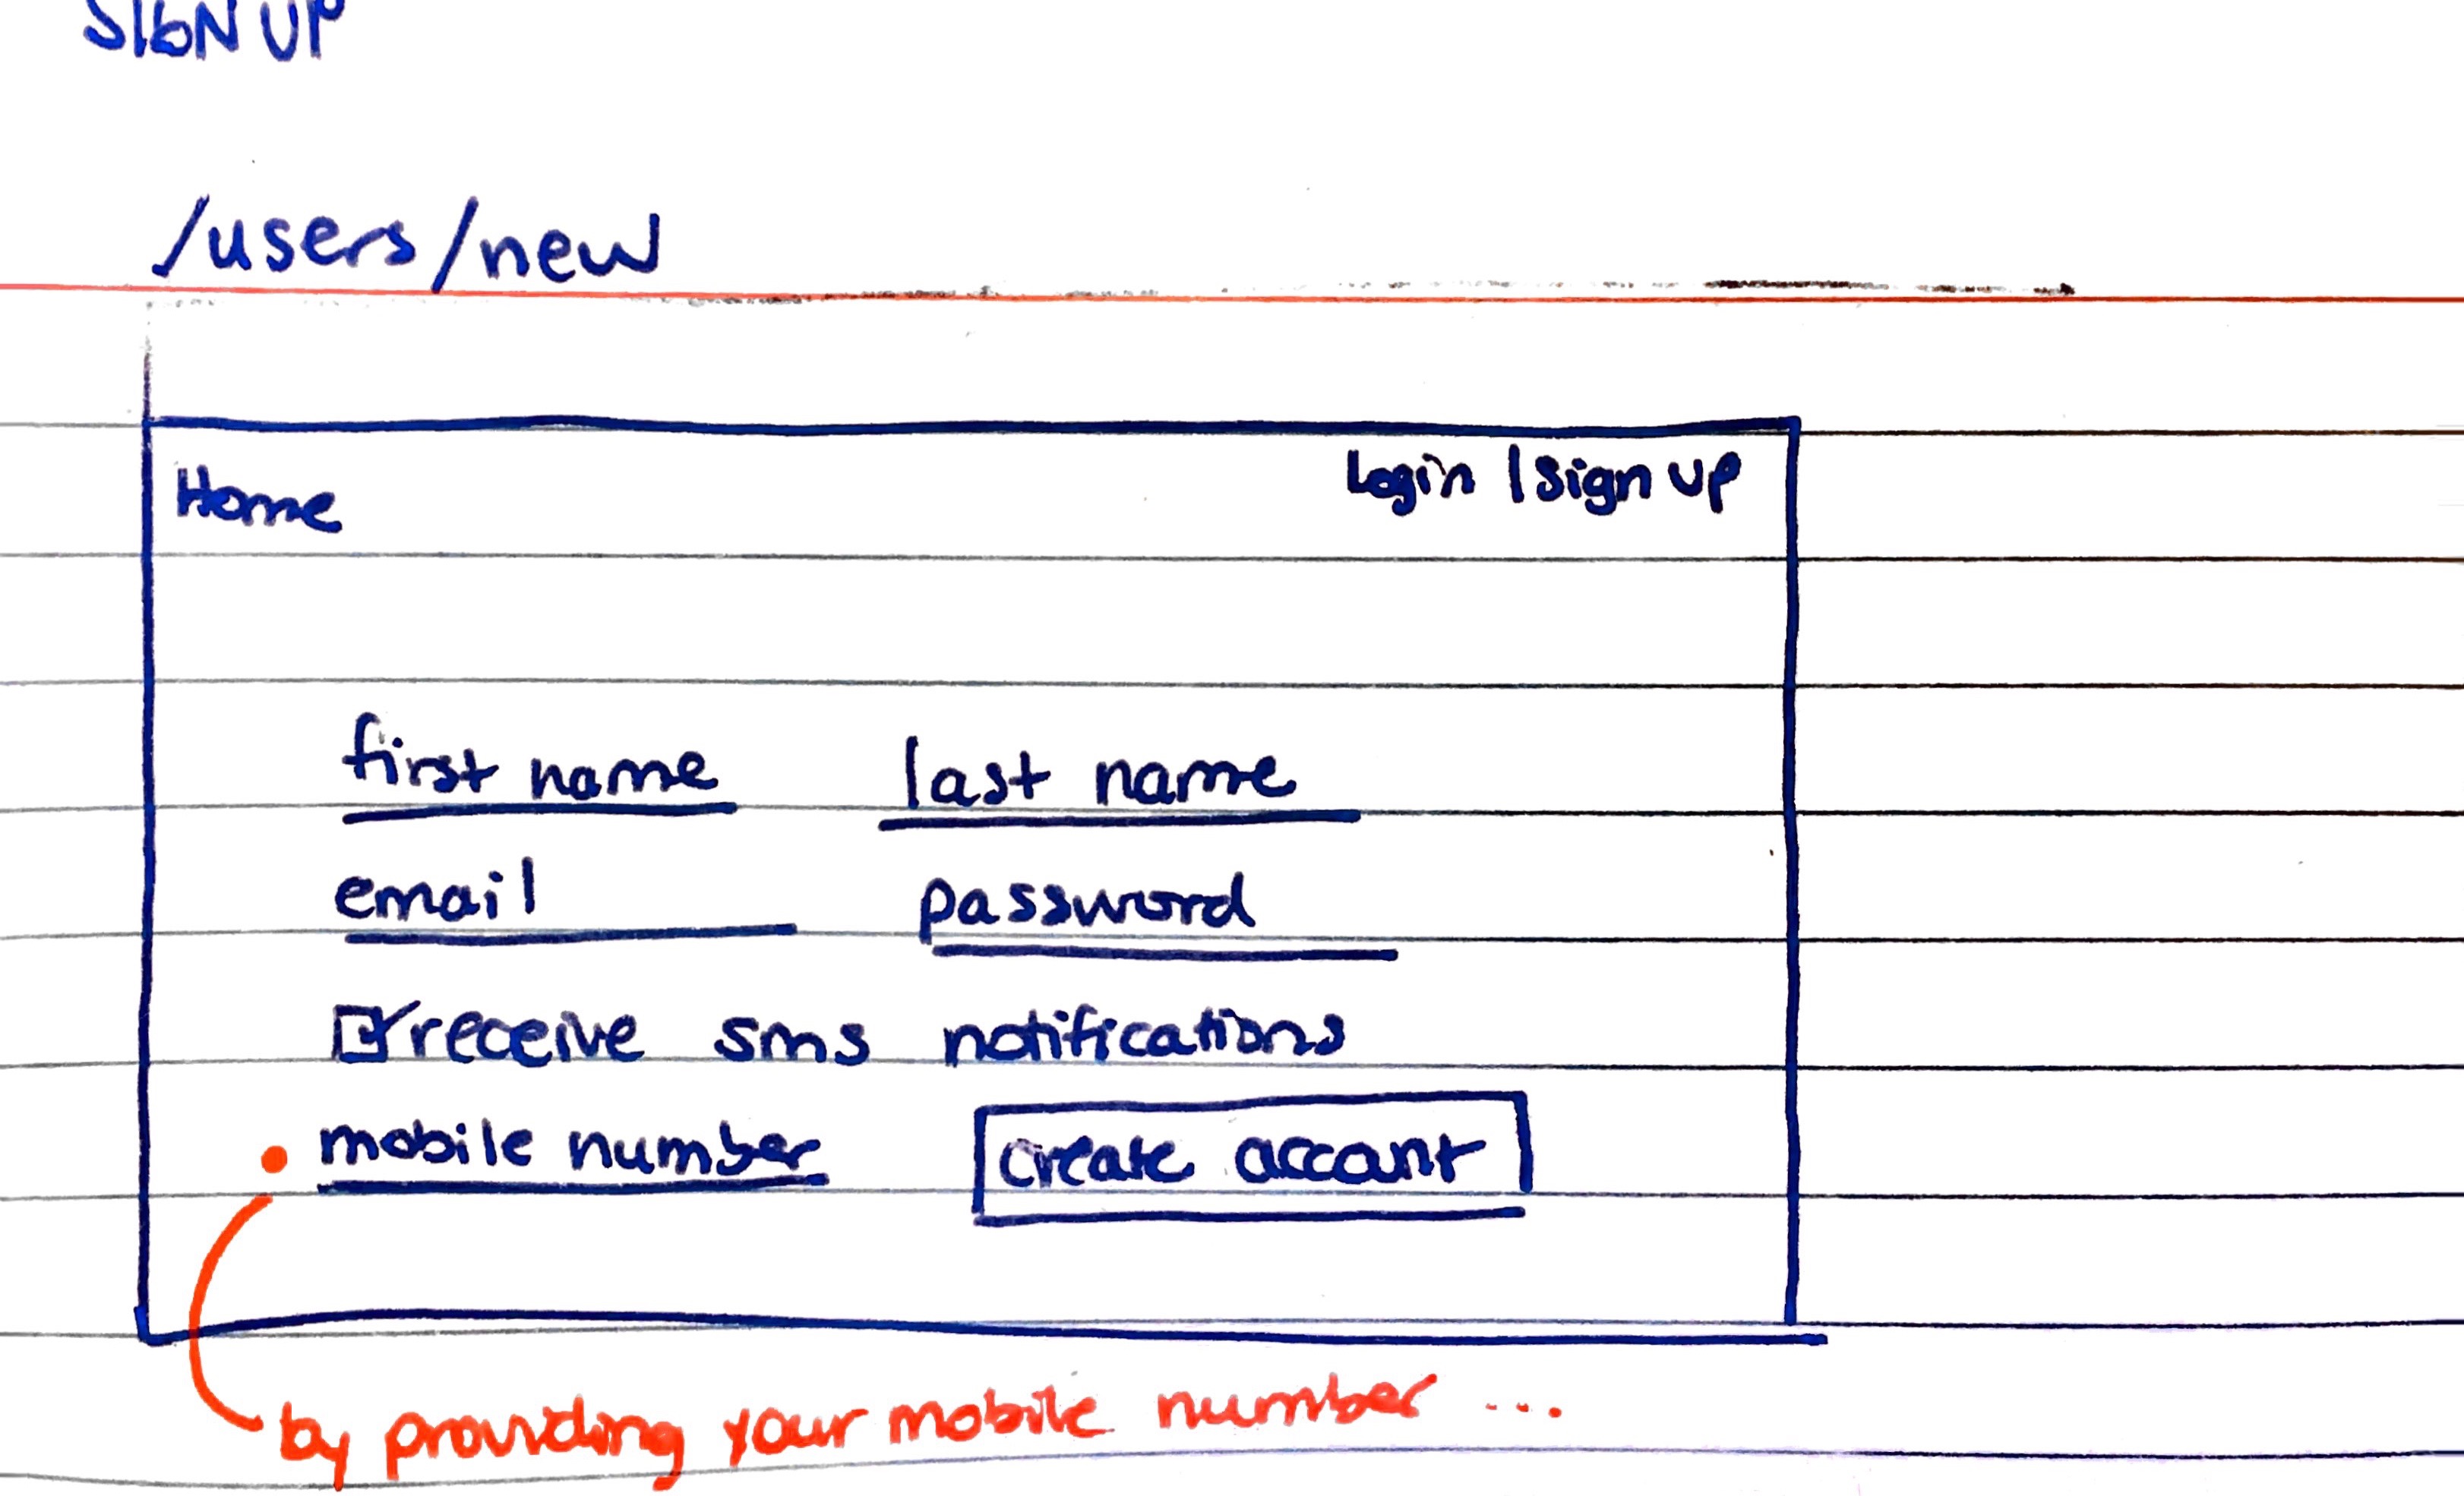 SIGN UP
/users/new
Home Login | Sign up
first name last name
email password
receive sms notifications
mobile number create account
by providing your mobile number ...